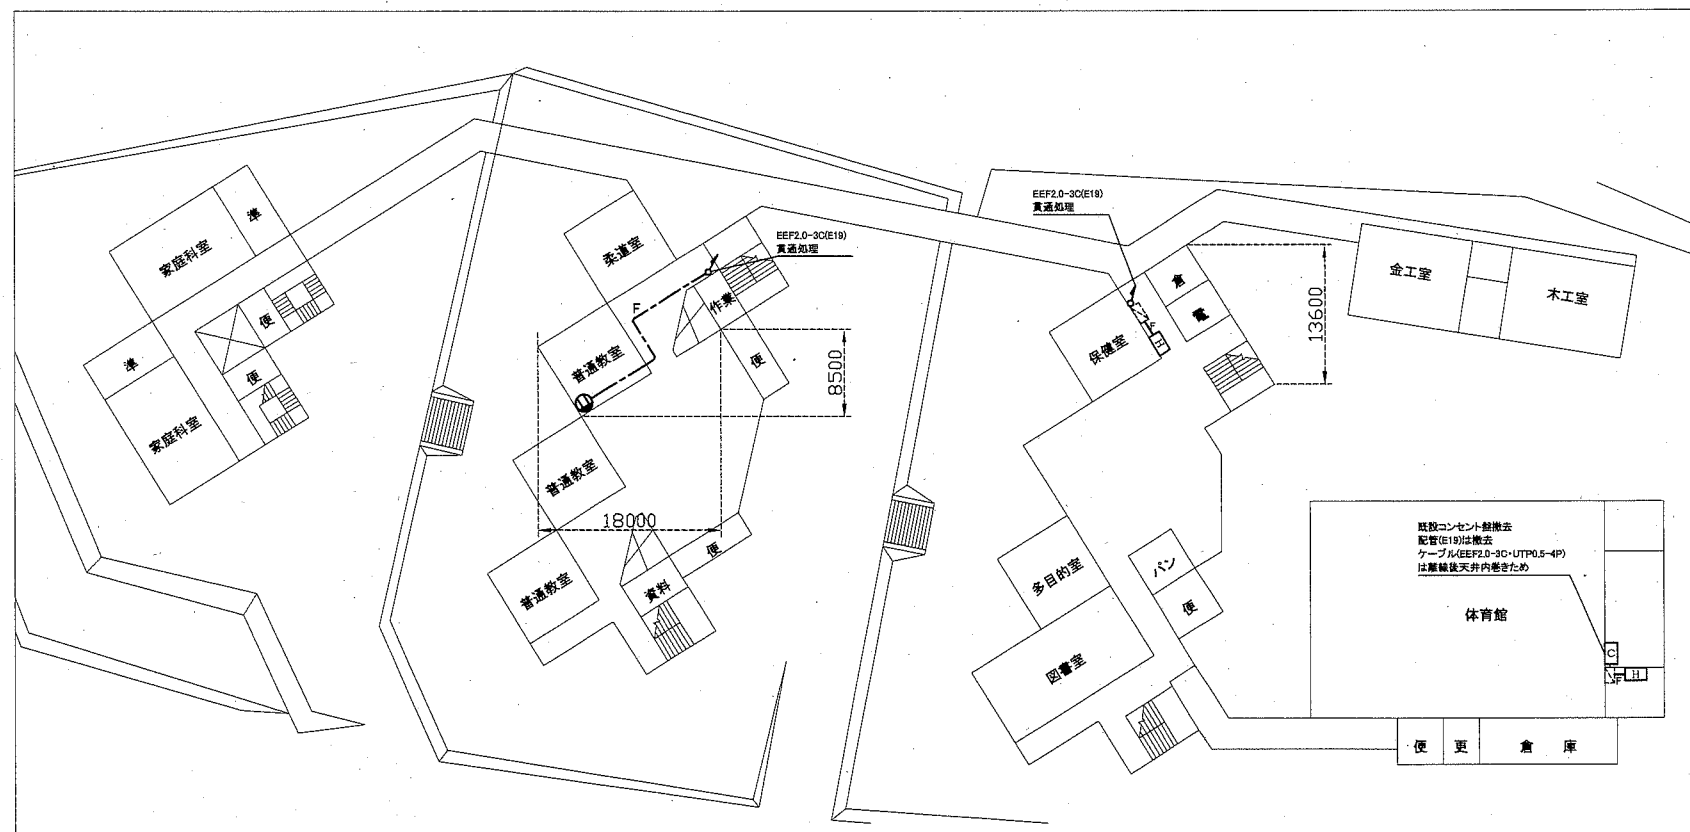 準
家庭科室
便
準
便
家庭科室
柔道室
EEF2.0-3C(E19)
貫通処理
作業
F
普通教室
便
8500
普通教室
18000
便
普通教室
資料
EEF2.0-3C(E19)
貫通処理
倉
電
F
H
保健室
13600
金工室
木工室
多目的室
パン
便
図書室
既設コンセント盤撤去
配管(E19)は撤去
ケーブル(EEF2.0-3C・UTP0.5-4P)
は離線後天井内巻きため
体育館
C
F
H
便
更
倉 庫